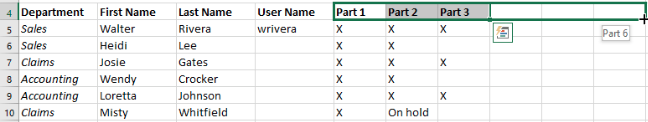 4 Department First Name Last Name User Name Part 1 Part 2 Part 3
5 Sales Walter Rivera wrivera X X X
Part 6
6 Sales Heidi Lee X X
7 Claims Josie Gates X X X
8 Accounting Wendy Crocker X X
9 Accounting Loretta Johnson X X X
10 Claims Misty Whitfield X On hold